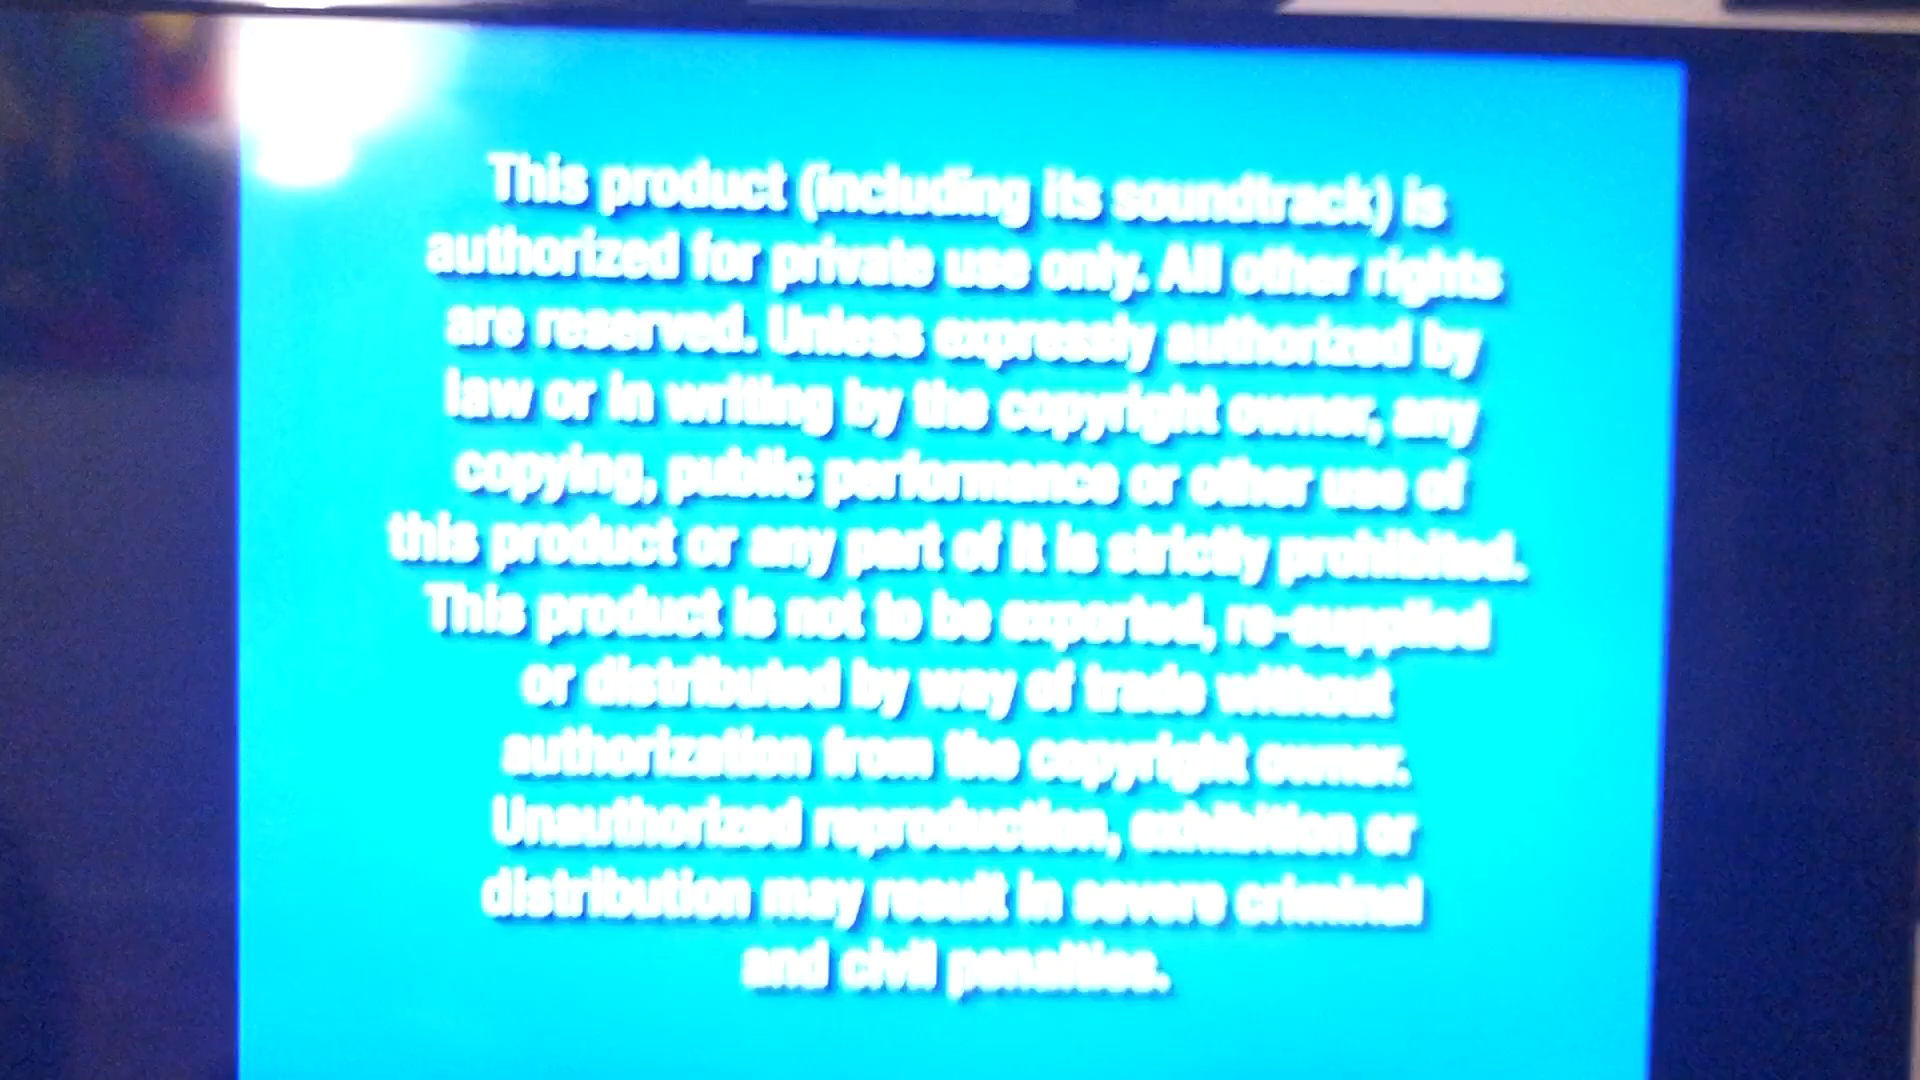 This product (including its soundtrack) is
authorized for private use only. All other rights
are reserved. Unless expressly authorized by
law or in writing by the copyright owner, any
copying, public performance or other use of
this product or any part of it is strictly prohibited.
This product is not to be exported, re-supplied
or distributed by way of trade without
authorization from the copyright owner.
Unauthorized reproduction, exhibition or
distribution may result in severe criminal
and civil penalties.